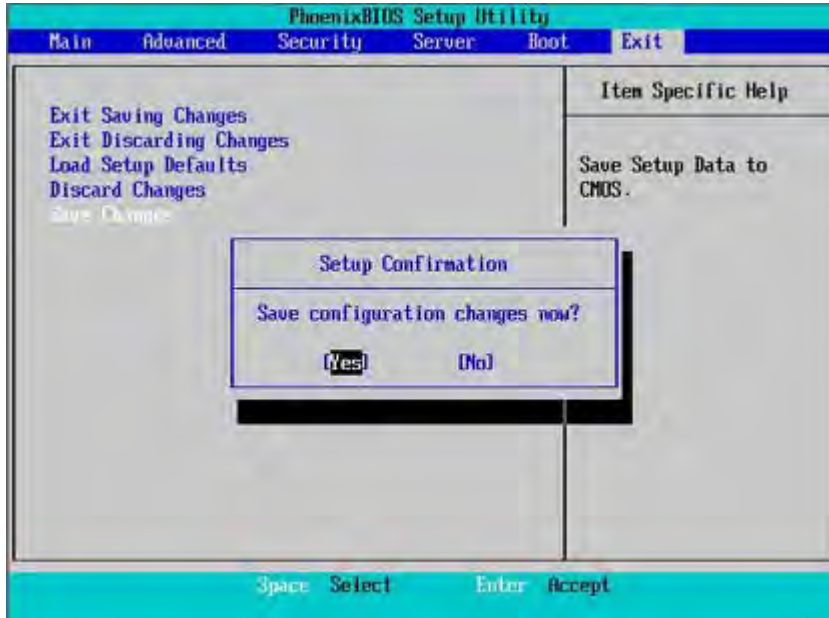 PhoenixBIOS Setup Utility
Main Advanced Security Server Boot Exit
Exit Saving Changes
Exit Discarding Changes
Load Setup Defaults
Discard Changes
Save Changes
Item Specific Help
Save Setup Data to
CMOS.
Setup Confirmation
Save configuration changes now?
[Yes] [No]
Space Select Enter Accept